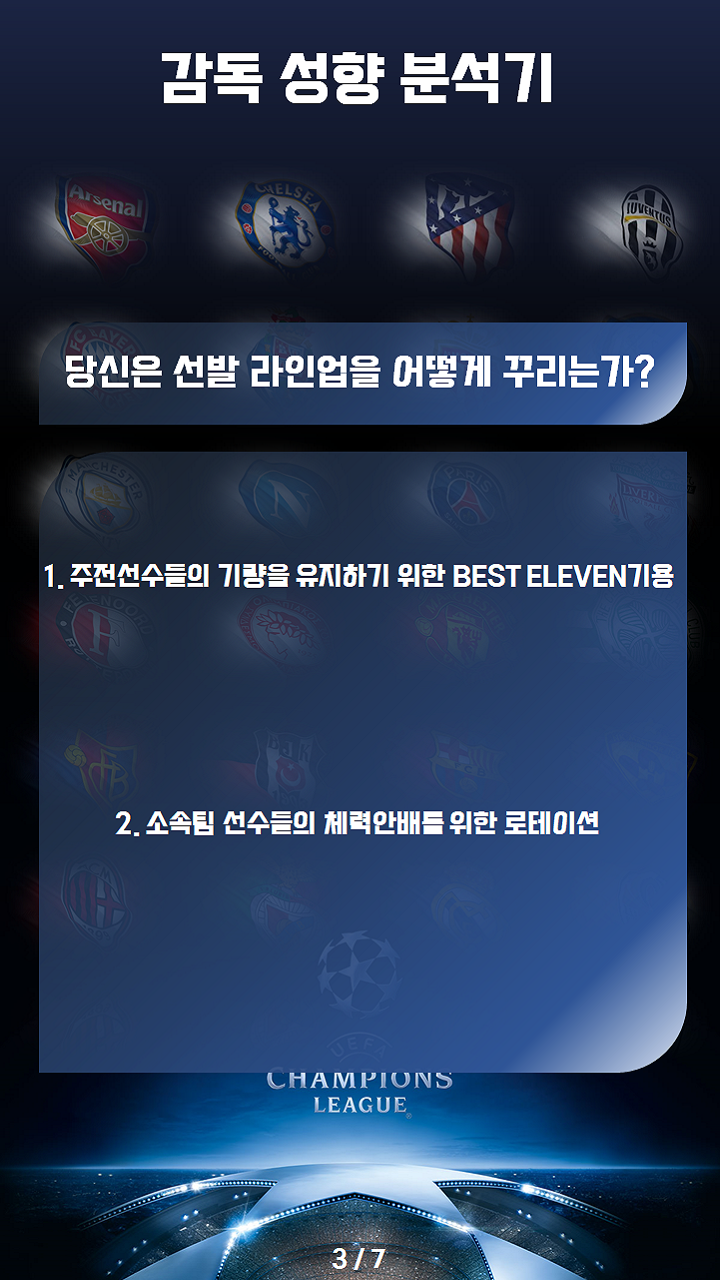 감독 성향 분석기
Arsenal
CHELSEA
JUVENTUS
당신은 선발 라인업을 어떻게 꾸리는가?
MANCHESTER
N
PARIS
1. 주전선수들의 기량을 유지하기 위한 BEST ELEVEN기용
FEYENOORD
2. 소속팀 선수들의 체력안배를 위한 로테이션
UEFA
CHAMPIONS
LEAGUE
3 / 7